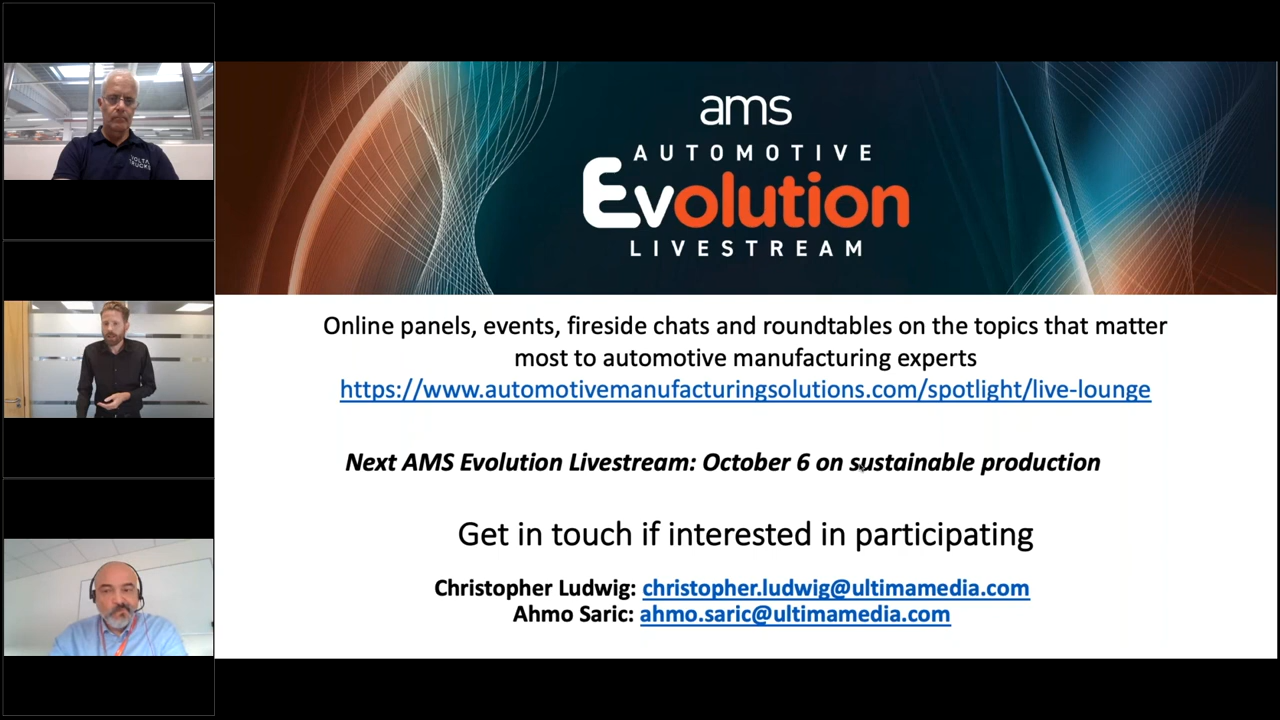 VOLTA
TRUCKS
ams
AUTOMOTIVE
Evolution
LIVESTREAM
Online panels, events, fireside chats and roundtables on the topics that matter
most to automotive manufacturing experts
https://www.automotivemanufacturingsolutions.com/spotlight/live-lounge
Next AMS Evolution Livestream: October 6 on sustainable production
Get in touch if interested in participating
Christopher Ludwig: christopher.ludwig@ultimamedia.com
Ahmo Saric: ahmo.saric@ultimamedia.com